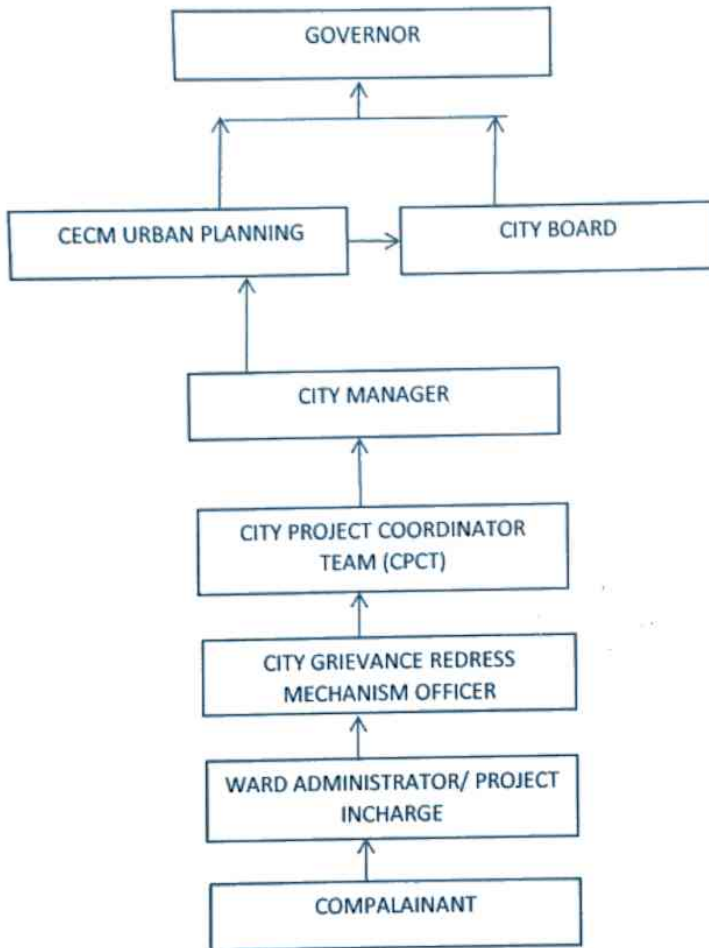 GOVERNOR
CECM URBAN PLANNING
CITY BOARD
CITY MANAGER
CITY PROJECT COORDINATOR
TEAM (CPCT)
CITY GRIEVANCE REDRESS
MECHANISM OFFICER
WARD ADMINISTRATOR/ PROJECT
INCHARGE
COMPALAINANT